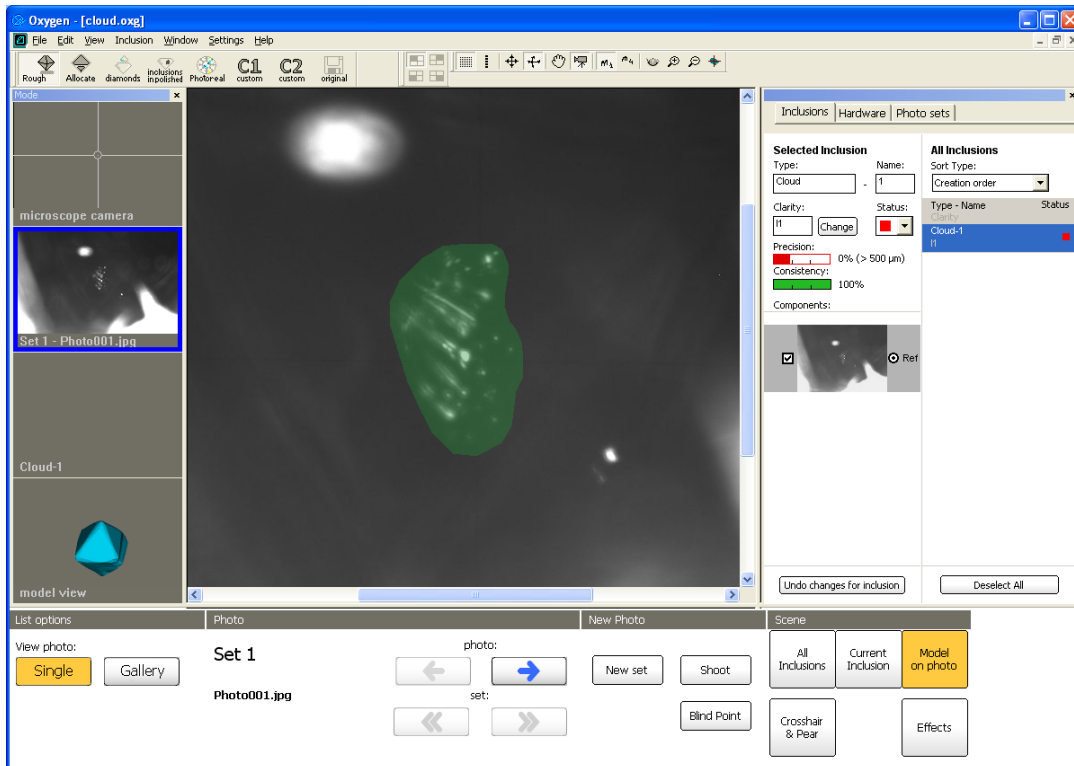 Oxygen - [cloud.oxg]
File Edit View Inclusion Window Settings Help
Rough
Allocate
diamonds
inclusions
in polished
Photoreal
C1
custom
C2
custom
original
Mode
microscope camera
Set 1 - Photo001.jpg
Cloud-1
model view
Inclusions Hardware Photo sets
Selected Inclusion
Type: Name:
Cloud - 1
Clarity: Status:
I1 Change
Precision:
0% (> 500 µm)
Consistency:
100%
Components:
Ref
Undo changes for inclusion
All Inclusions
Sort Type:
Creation order
Type - Name Status
Clarity
Cloud-1
I1
Deselect All
List options
View photo:
Single Gallery
Photo
Set 1
Photo001.jpg
photo:
set:
New Photo
New set Shoot
Blind Point
Scene
All
Inclusions
Current
Inclusion
Model
on photo
Crosshair
& Pear
Effects